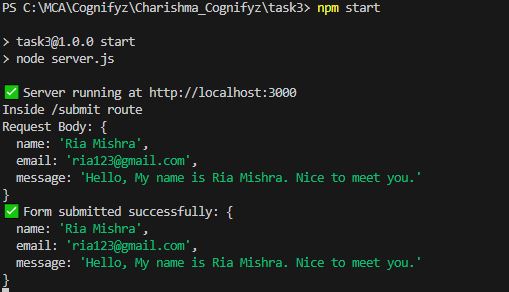 PS C:\MCA\Cognifyz\Charishma_Cognifyz\task3> npm start
> task3@1.0.0 start
> node server.js
✅ Server running at http://localhost:3000
Inside /submit route
Request Body: {
  name: 'Ria Mishra',
  email: 'ria123@gmail.com',
  message: 'Hello, My name is Ria Mishra. Nice to meet you.'
}
✅ Form submitted successfully: {
  name: 'Ria Mishra',
  email: 'ria123@gmail.com',
  message: 'Hello, My name is Ria Mishra. Nice to meet you.'
}